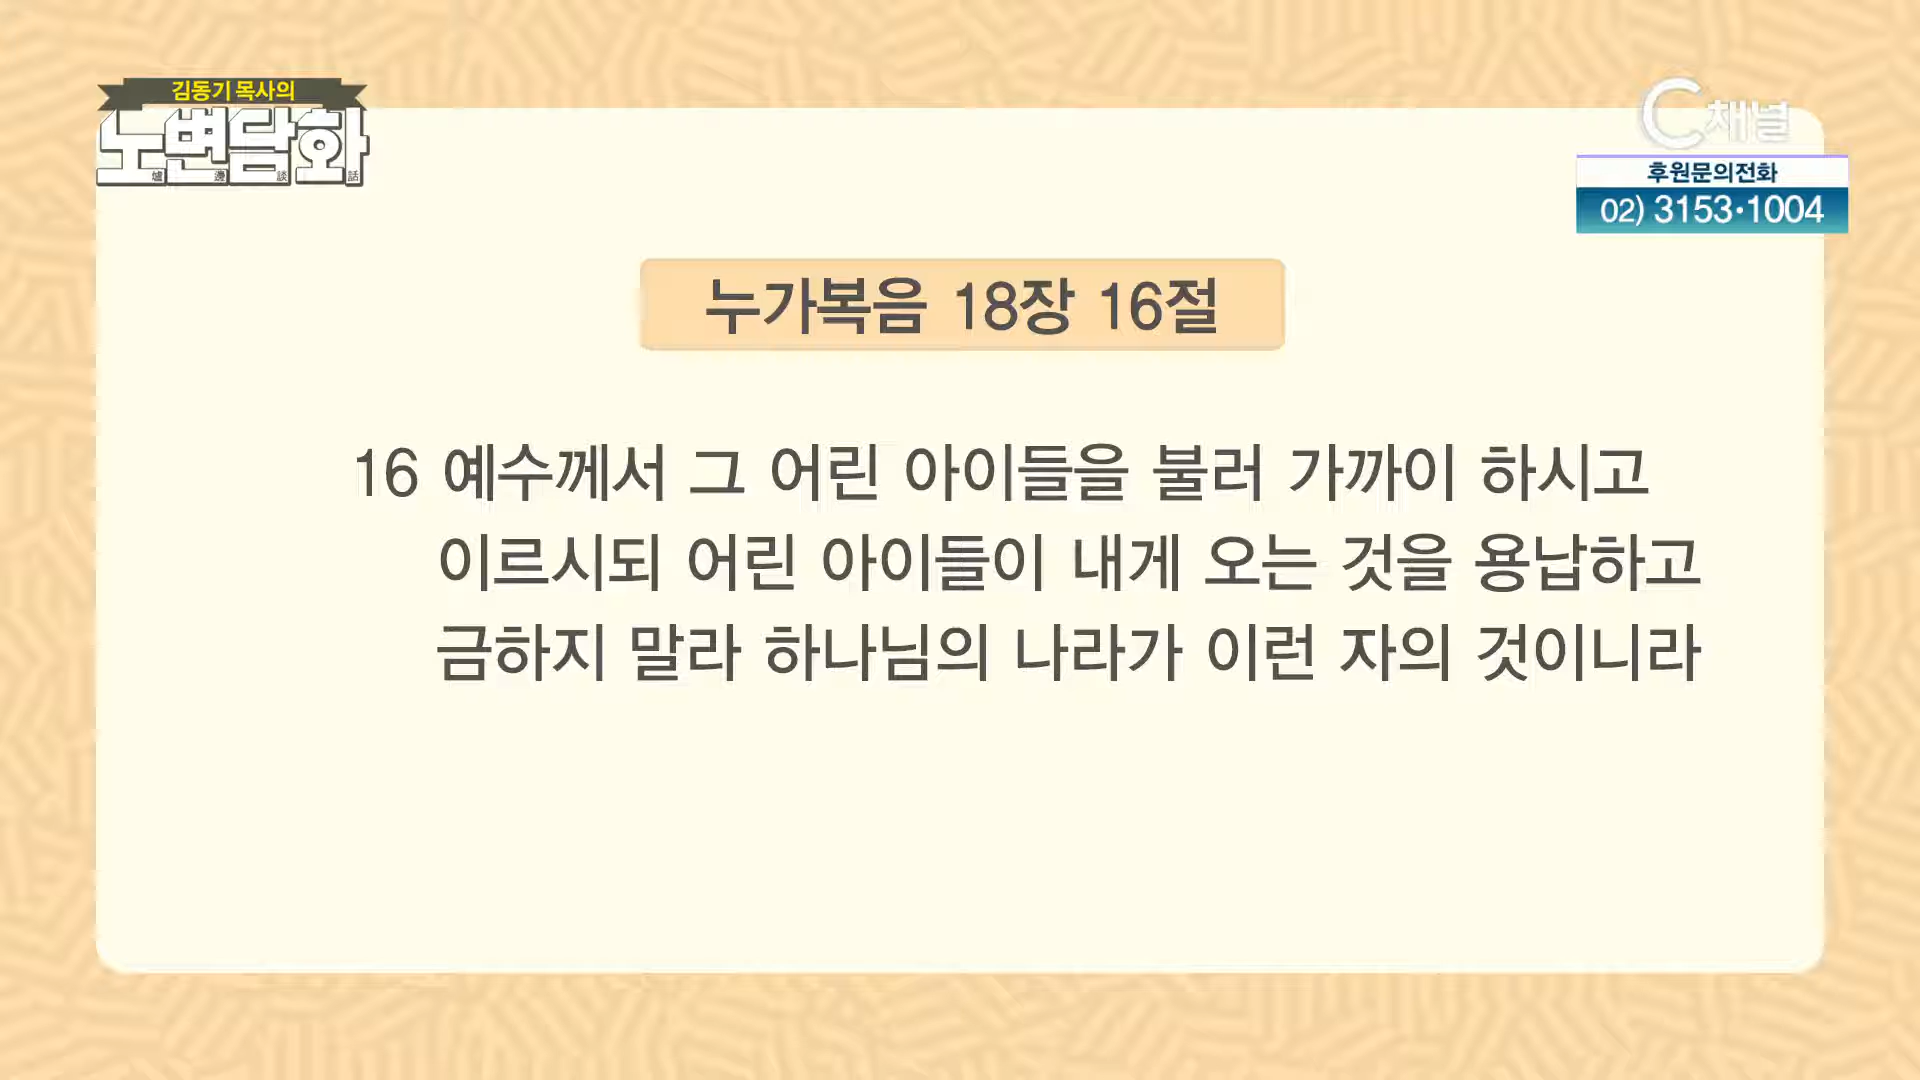 김동기 목사의
노변담화
爐邊談話
C채널
후원문의전화
02) 3153·1004
누가복음 18장 16절
16 예수께서 그 어린 아이들을 불러 가까이 하시고
이르시되 어린 아이들이 내게 오는 것을 용납하고
금하지 말라 하나님의 나라가 이런 자의 것이니라